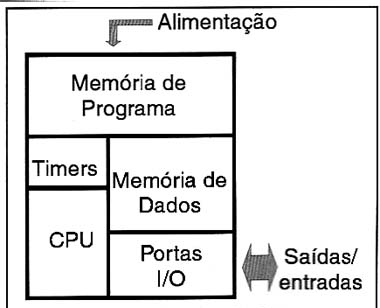 Alimentação
Memória de
Programa
Timers
Memória de
Dados
CPU
Portas
I/O
Saídas/
entradas